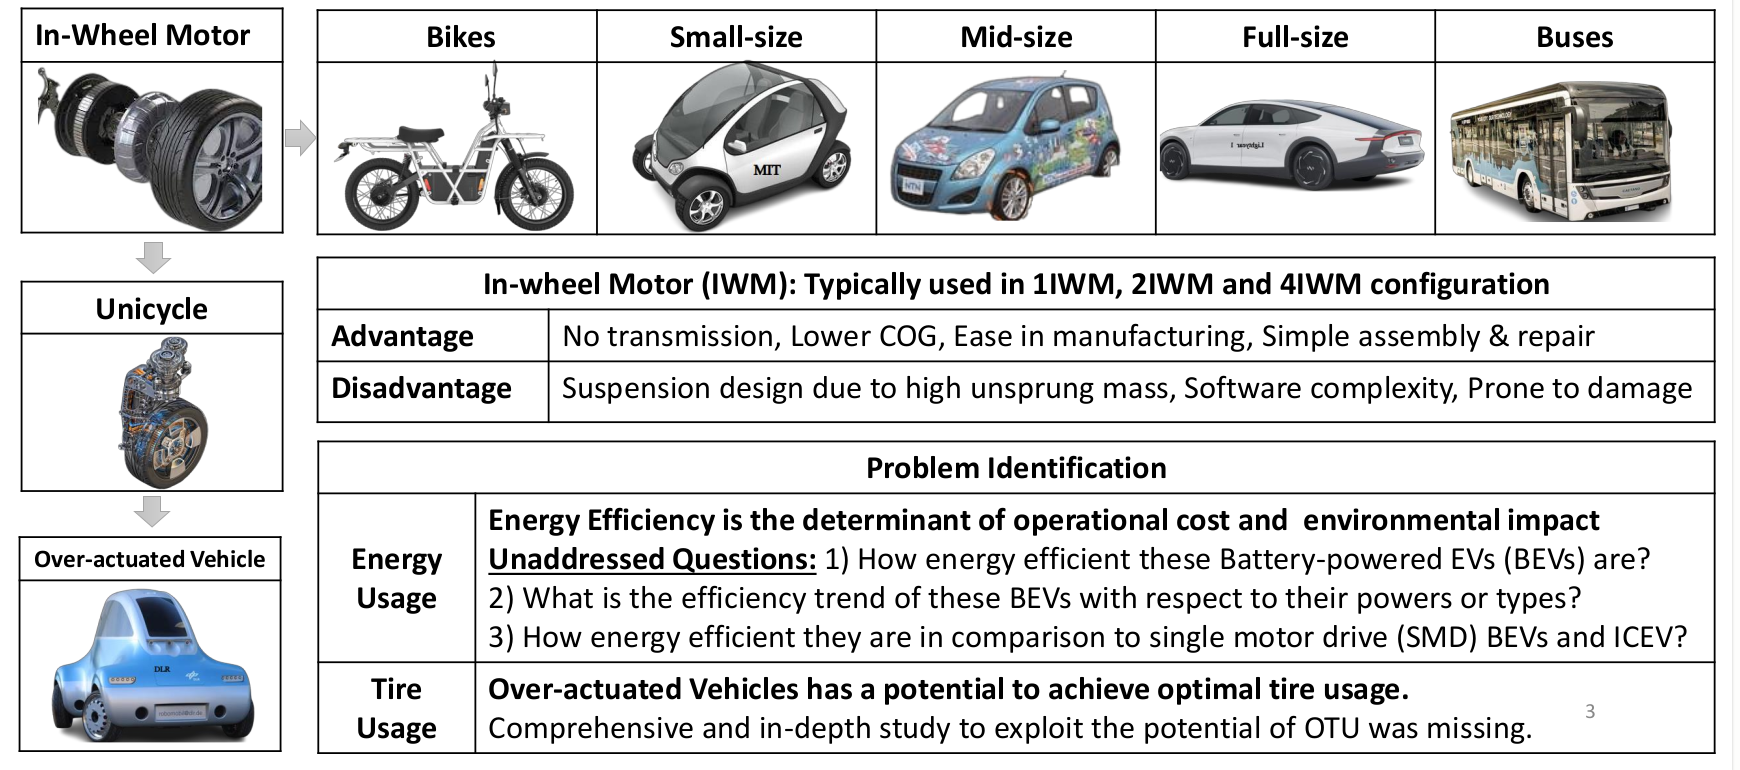 In-Wheel Motor
Bikes
Small-size
Mid-size
Full-size
Buses
MIT
NTN
Unicycle
In-wheel Motor (IWM): Typically used in 1IWM, 2IWM and 4IWM configuration
Advantage
No transmission, Lower COG, Ease in manufacturing, Simple assembly & repair
Disadvantage
Suspension design due to high unsprung mass, Software complexity, Prone to damage
Over-actuated Vehicle
DLR
Problem Identification
Energy
Usage
Energy Efficiency is the determinant of operational cost and environmental impact
Unaddressed Questions: 1) How energy efficient these Battery-powered EVs (BEVs) are?
2) What is the efficiency trend of these BEVs with respect to their powers or types?
3) How energy efficient they are in comparison to single motor drive (SMD) BEVs and ICEV?
Tire
Usage
Over-actuated Vehicles has a potential to achieve optimal tire usage.
Comprehensive and in-depth study to exploit the potential of OTU was missing.
3